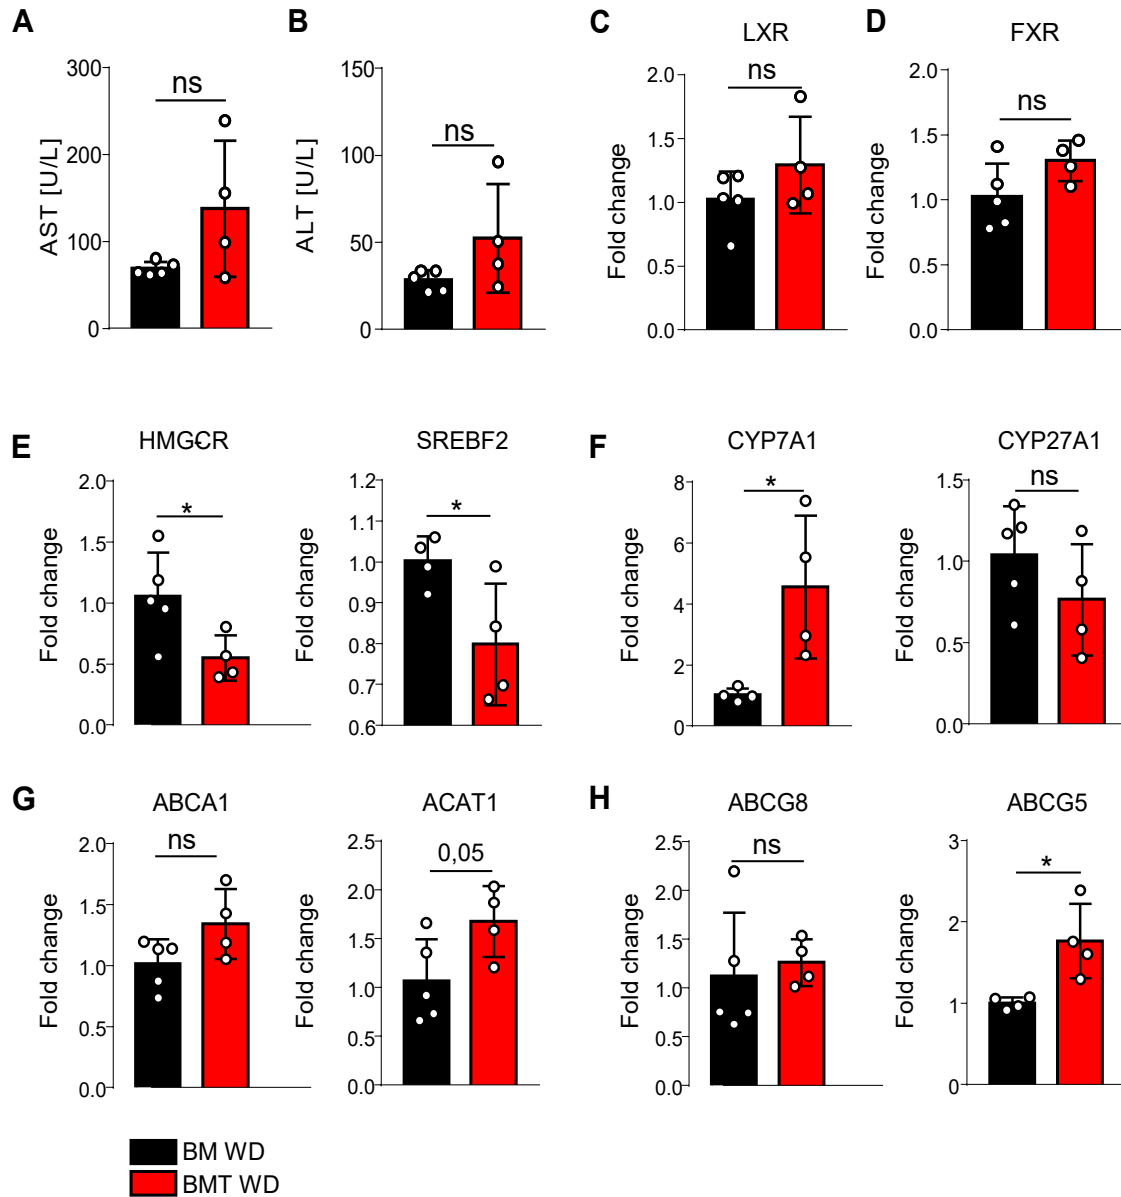 A
B
C
D
LXR
FXR
300
200
100
0
AST [U/L]
ns
150
100
50
0
ALT [U/L]
ns
2.0
1.5
1.0
0.5
0.0
Fold change
ns
2.0
1.5
1.0
0.5
0.0
Fold change
ns
E
F
HMGCR
SREBF2
CYP7A1
CYP27A1
2.0
1.5
1.0
0.5
0.0
Fold change
*
1.2
1.1
1.0
0.9
0.8
0.7
0.6
Fold change
*
8
6
4
2
0
Fold change
*
1.5
1.0
0.5
0.0
Fold change
ns
G
H
ABCA1
ACAT1
ABCG8
ABCG5
2.0
1.5
1.0
0.5
0.0
Fold change
ns
2.5
2.0
1.5
1.0
0.5
0.0
Fold change
0,05
2.5
2.0
1.5
1.0
0.5
0.0
Fold change
ns
3
2
1
0
Fold change
*
BM WD
BMT WD